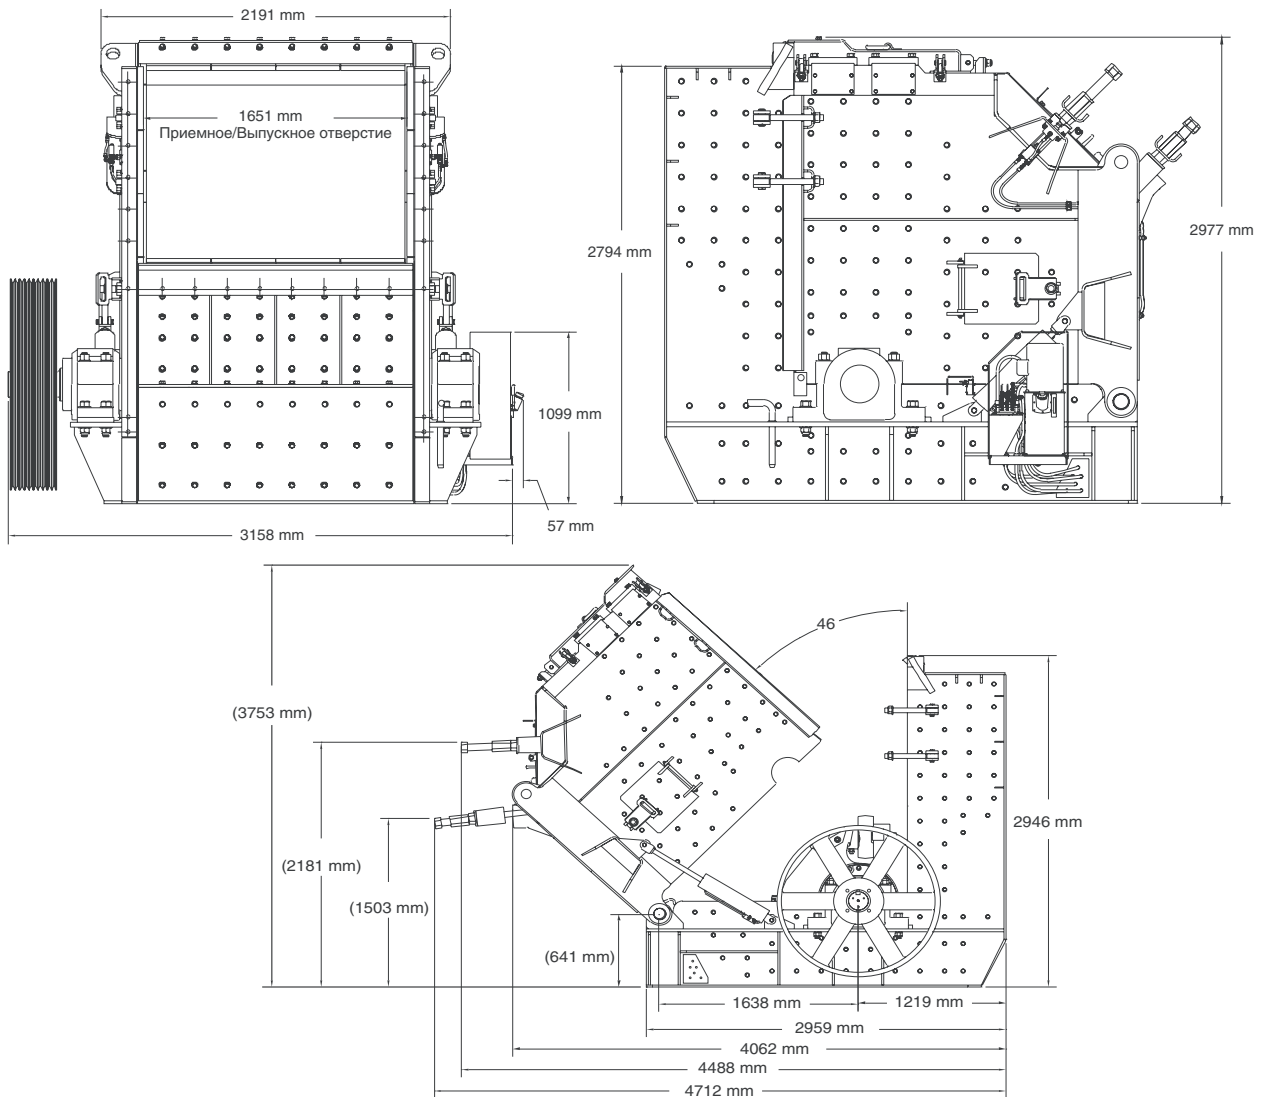 2191 mm
1651 mm
Приемное/Выпускное отверстие
1099 mm
57 mm
3158 mm
2794 mm
2977 mm
46
(3753 mm)
(2181 mm)
(1503 mm)
(641 mm)
2946 mm
1638 mm
1219 mm
2959 mm
4062 mm
4488 mm
4712 mm